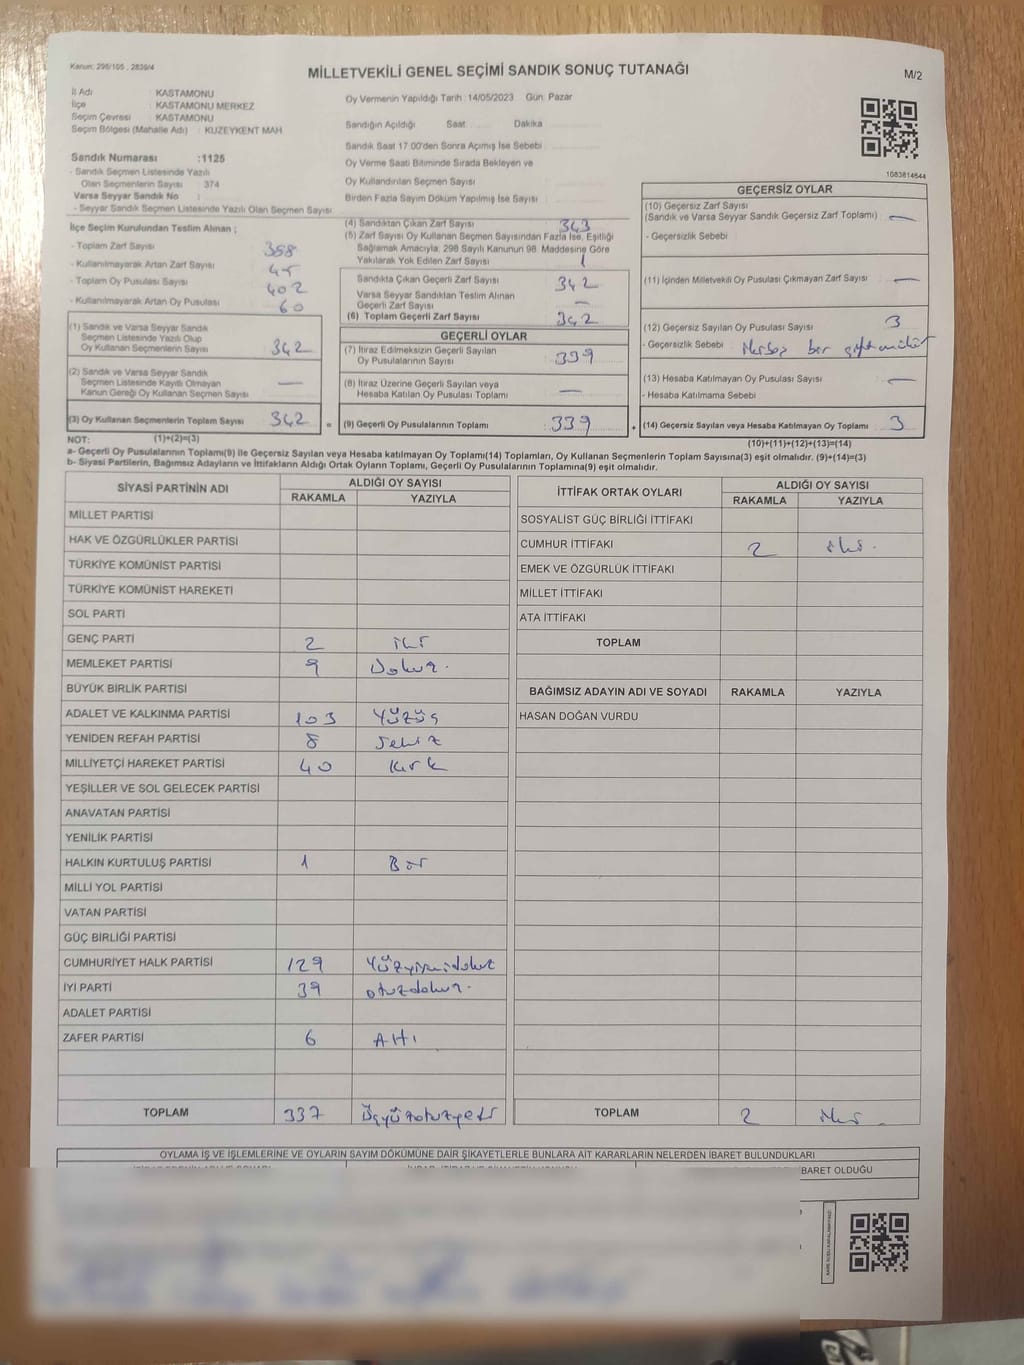 Kanun: 298/105 , 2839/4
MİLLETVEKİLİ GENEL SEÇİMİ SANDIK SONUÇ TUTANAĞI
M/2
İl Adı : KASTAMONU
İlçe : KASTAMONU MERKEZ
Seçim Çevresi : KASTAMONU
Seçim Bölgesi (Mahalle Adı) : KUZEYKENT MAH
Sandık Numarası :1125
- Sandık Seçmen Listesinde Yazılı
Olan Seçmenlerin Sayısı : 374
Varsa Seyyar Sandık No :
- Seyyar Sandık Seçmen Listesinde Yazılı Olan Seçmen Sayısı
Oy Vermenin Yapıldığı Tarih :14/05/2023 Gün: Pazar
Sandığın Açıldığı Saat Dakika
Sandık Saat 17:00'den Sonra Açılmış İse Sebebi
Oy Verme Saati Bitiminde Sırada Bekleyen ve
Oy Kullandırılan Seçmen Sayısı
Birden Fazla Sayım Döküm Yapılmış İse Sayısı
1083814644
İlçe Seçim Kurulundan Teslim Alınan ;
- Toplam Zarf Sayısı 388
- Kullanılmayarak Artan Zarf Sayısı 45
- Toplam Oy Pusulası Sayısı 402
- Kullanılmayarak Artan Oy Pusulası 60
(1) Sandık ve Varsa Seyyar Sandık
Seçmen Listesinde Yazılı Olup
Oy Kullanan Seçmenlerin Sayısı 342
(2) Sandık ve Varsa Seyyar Sandık
Seçmen Listesinde Kayıtlı Olmayan
Kanun Gereği Oy Kullanan Seçmen Sayısı —
(3) Oy Kullanan Seçmenlerin Toplam Sayısı 342
(1)+(2)=(3)
(4) Sandıktan Çıkan Zarf Sayısı 343
(5) Zarf Sayısı Oy Kullanan Seçmen Sayısından Fazla İse, Eşitliği
Sağlamak Amacıyla; 298 Sayılı Kanunun 98. Maddesine Göre
Yakılarak Yok Edilen Zarf Sayısı 1
Sandıkta Çıkan Geçerli Zarf Sayısı 342
Varsa Seyyar Sandıktan Teslim Alınan
Geçerli Zarf Sayısı —
(6) Toplam Geçerli Zarf Sayısı 342
GEÇERLİ OYLAR
(7) İtiraz Edilmeksizin Geçerli Sayılan
Oy Pusulalarının Sayısı 339
(8) İtiraz Üzerine Geçerli Sayılan veya
Hesaba Katılan Oy Pusulası Toplamı —
= (9) Geçerli Oy Pusulalarının Toplamı :339
GEÇERSİZ OYLAR
(10) Geçersiz Zarf Sayısı
(Sandık ve Varsa Seyyar Sandık Geçersiz Zarf Toplamı) —
- Geçersizlik Sebebi
(11) İçinden Milletvekili Oy Pusulası Çıkmayan Zarf Sayısı —
(12) Geçersiz Sayılan Oy Pusulası Sayısı 3
- Geçersizlik Sebebi
(13) Hesaba Katılmayan Oy Pusulası Sayısı —
- Hesaba Katılmama Sebebi
+ (14) Geçersiz Sayılan veya Hesaba Katılmayan Oy Toplamı 3
(10)+(11)+(12)+(13)=(14)
NOT:
a- Geçerli Oy Pusulasının Toplamı(9) ile Geçersiz Sayılan veya Hesaba katılmayan Oy Toplamı(14) Toplamları, Oy Kullanan Seçmenlerin Toplam Sayısına(3) eşit olmalıdır. (9)+(14)=(3)
b- Siyasi Partilerin, Bağımsız Adayların ve İttifakların Aldığı Ortak Oyların Toplamı, Geçerli Oy Pusulalarının Toplamına(9) eşit olmalıdır.
SİYASİ PARTİNİN ADI ALDIĞI OY SAYISI
RAKAMLA YAZIYLA
MİLLET PARTİSİ
HAK VE ÖZGÜRLÜKLER PARTİSİ
TÜRKİYE KOMÜNİST PARTİSİ
TÜRKİYE KOMÜNİST HAREKETİ
SOL PARTİ
GENÇ PARTİ 2 iki
MEMLEKET PARTİSİ 9 Dokuz.
BÜYÜK BİRLİK PARTİSİ
ADALET VE KALKINMA PARTİSİ 103 Yüzüç
YENİDEN REFAH PARTİSİ 8 Sekiz
MİLLİYETÇİ HAREKET PARTİSİ 40 Kırk
YEŞİLLER VE SOL GELECEK PARTİSİ
ANAVATAN PARTİSİ
YENİLİK PARTİSİ
HALKIN KURTULUŞ PARTİSİ 1 Bir
MİLLİ YOL PARTİSİ
VATAN PARTİSİ
GÜÇ BİRLİĞİ PARTİSİ
CUMHURİYET HALK PARTİSİ 129 Yüzyirmidokuz
İYİ PARTİ 39 otuzdokuz.
ADALET PARTİSİ
ZAFER PARTİSİ 6 Altı
TOPLAM 337 Üçyüzotuzyedi
İTTİFAK ORTAK OYLARI ALDIĞI OY SAYISI
RAKAMLA YAZIYLA
SOSYALİST GÜÇ BİRLİĞİ İTTİFAKI
CUMHUR İTTİFAKI 2 iki.
EMEK VE ÖZGÜRLÜK İTTİFAKI
MİLLET İTTİFAKI
ATA İTTİFAKI
TOPLAM
BAĞIMSIZ ADAYIN ADI VE SOYADI RAKAMLA YAZIYLA
HASAN DOĞAN VURDU
TOPLAM 2 iki.
OYLAMA İŞ VE İŞLEMLERİNE VE OYLARIN SAYIM DÖKÜMÜNE DAİR ŞİKAYETLERLE BUNLARA AİT KARARLARIN NELERDEN İBARET BULUNDUKLARI
BARET OLDUĞU